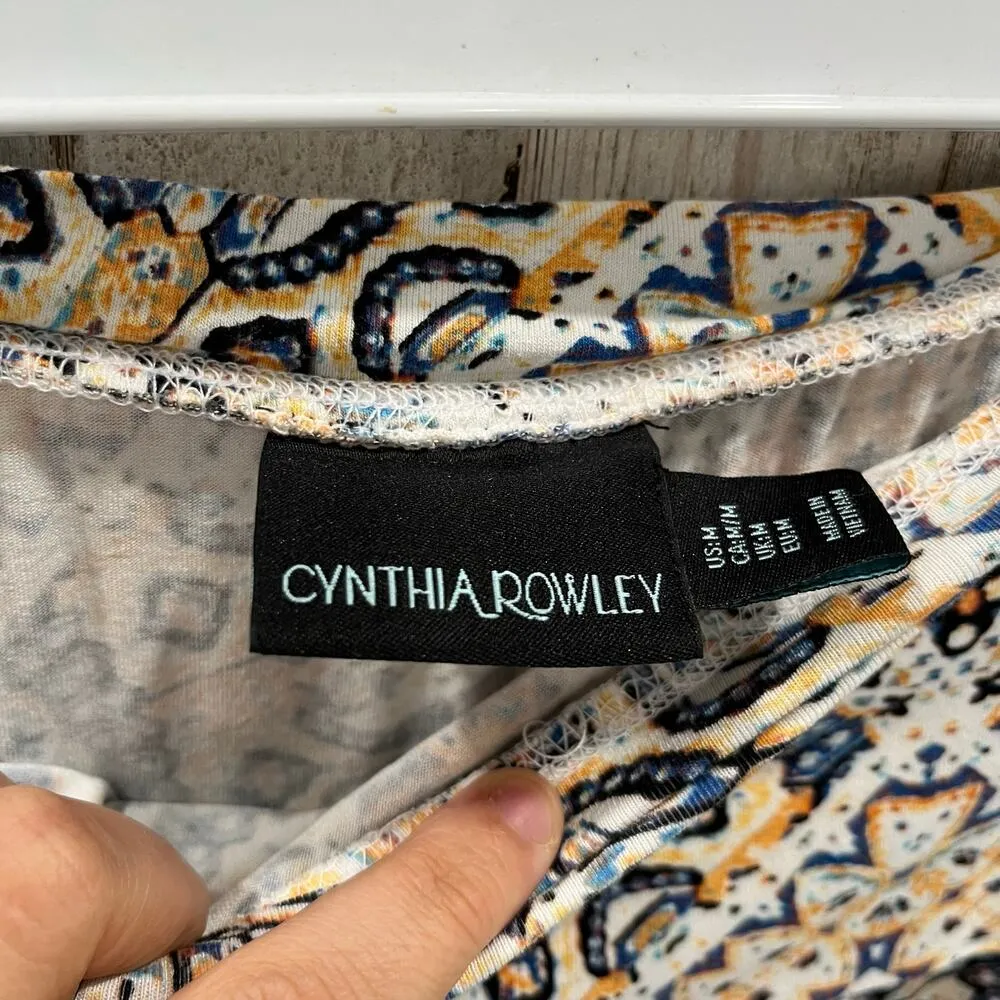 CYNTHIA ROWLEY
US:M
CA:M/M
UK:M
EU:M
MADE IN
VIETNAM